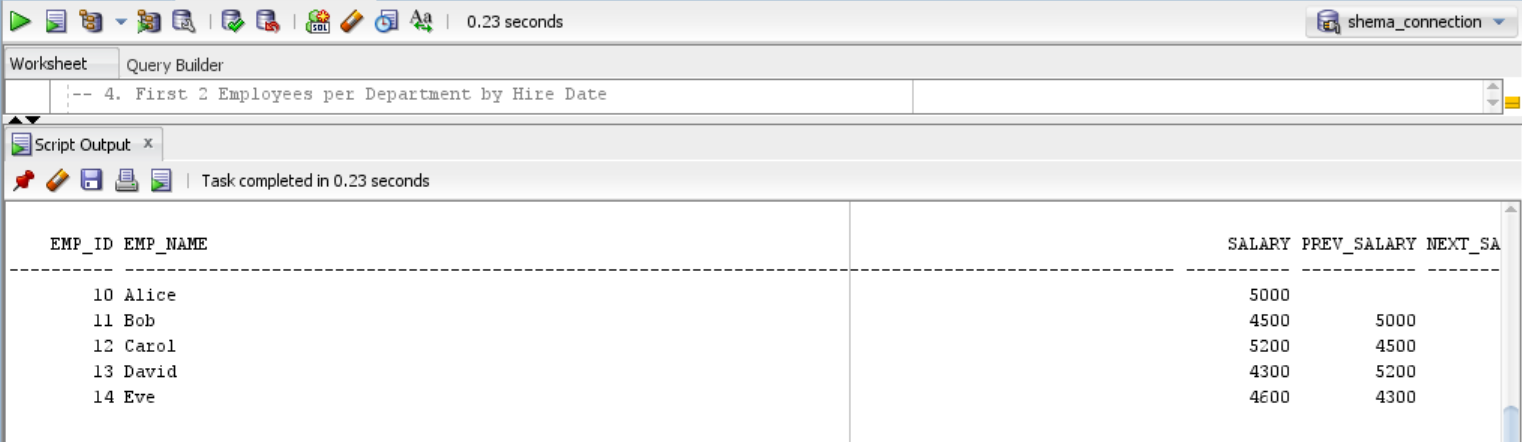 0.23 seconds shema_connection
Worksheet Query Builder
-- 4. First 2 Employees per Department by Hire Date
Script Output x
Task completed in 0.23 seconds
EMP_ID EMP_NAME SALARY PREV_SALARY NEXT_SA
---------- ---------------------------------------------------------------------------------------------------- ---------- ----------- -------
10 Alice 5000
11 Bob 4500 5000
12 Carol 5200 4500
13 David 4300 5200
14 Eve 4600 4300